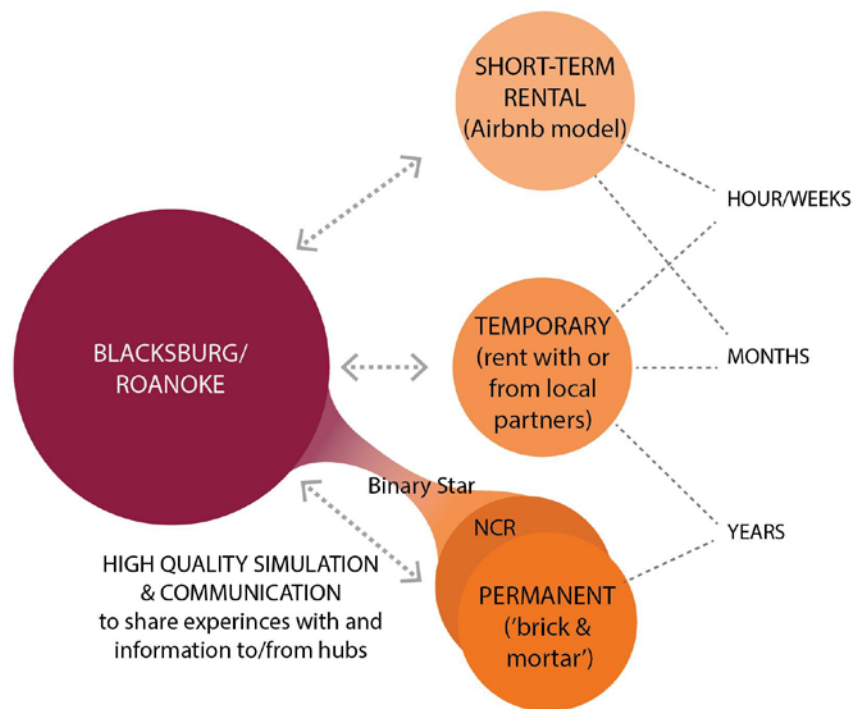 SHORT-TERM
RENTAL
(Airbnb model)
HOUR/WEEKS
BLACKSBURG/
ROANOKE
TEMPORARY
(rent with or
from local
partners)
MONTHS
Binary Star
NCR
YEARS
HIGH QUALITY SIMULATION
& COMMUNICATION
to share experinces with and
information to/from hubs
PERMANENT
('brick &
mortar')